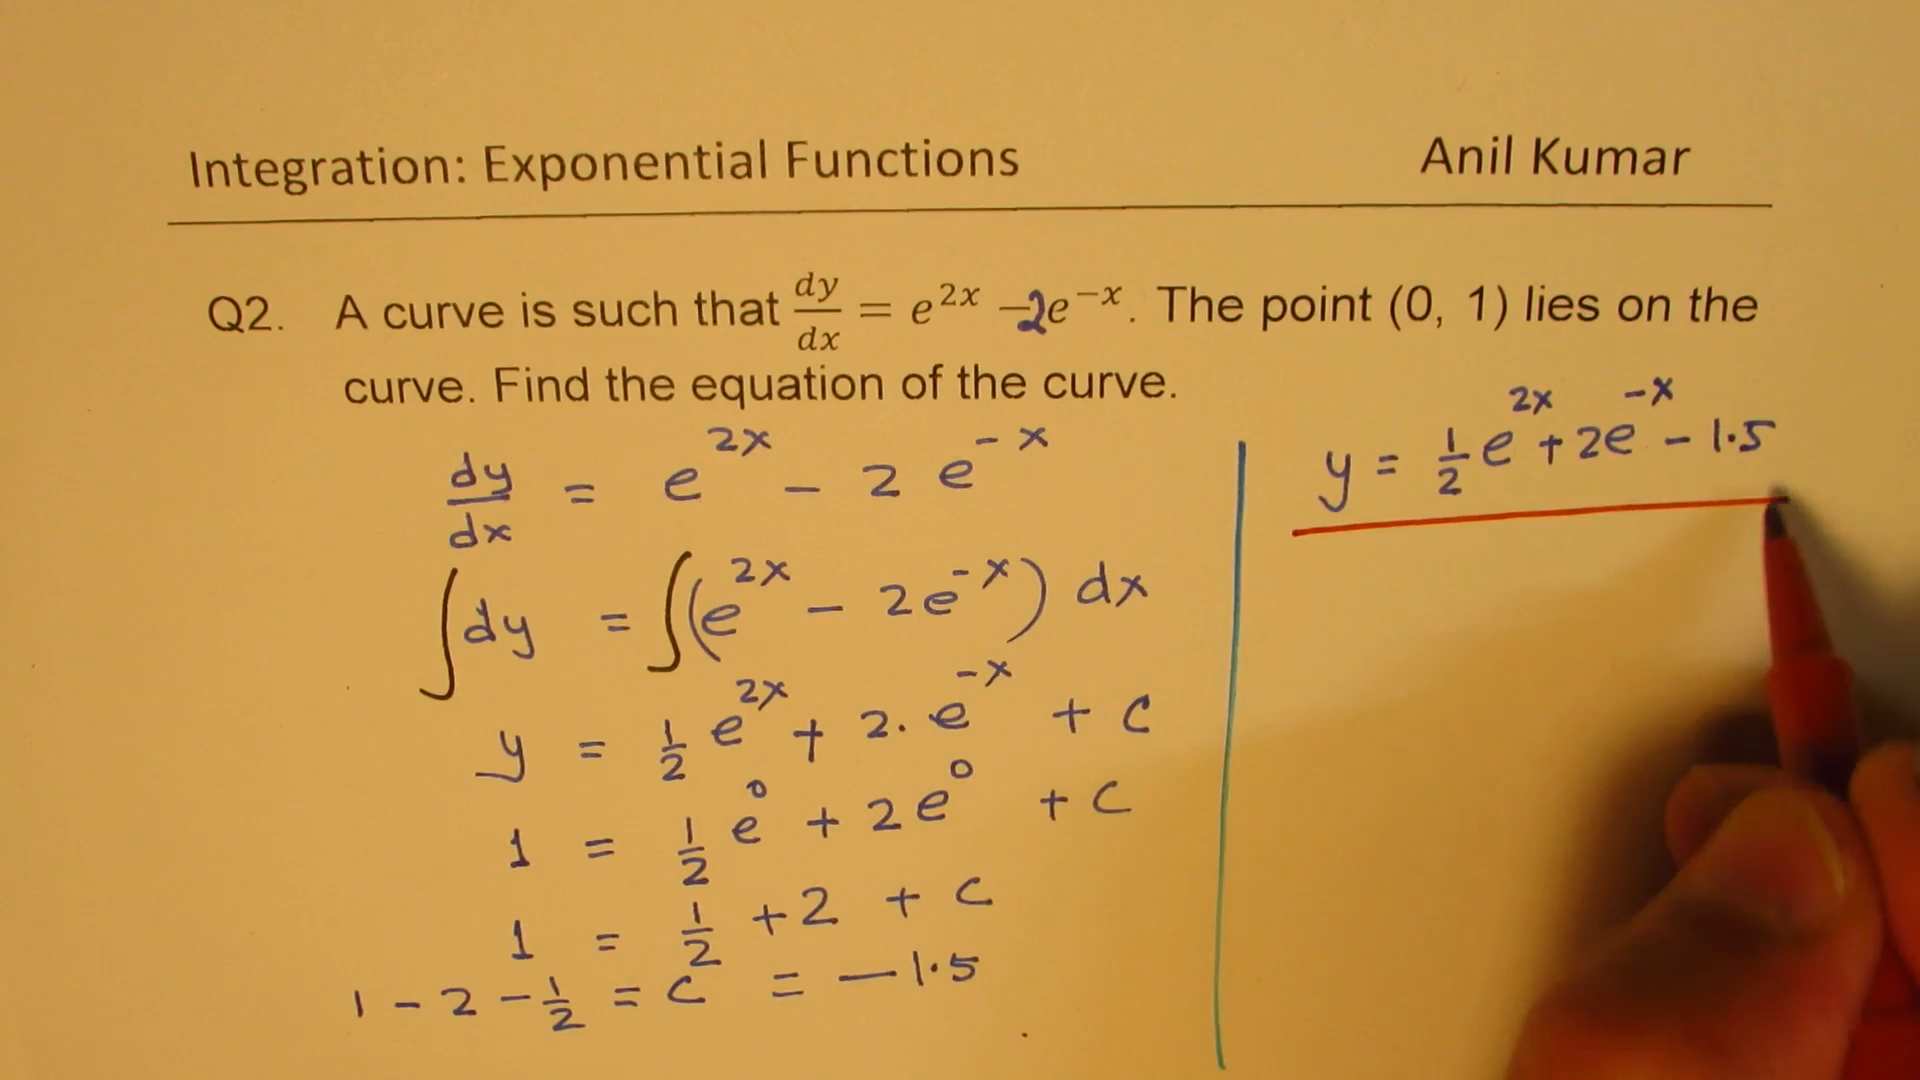 Integration: Exponential Functions Anil Kumar
Q2. A curve is such that dy/dx = e^{2x} -2e^{-x}. The point (0, 1) lies on the
curve. Find the equation of the curve.
dy/dx = e^{2x} - 2 e^{-x}
∫dy = ∫(e^{2x} - 2e^{-x}) dx
y = 1/2 e^{2x} + 2. e^{-x} + c
1 = 1/2 e^0 + 2e^0 + c
1 = 1/2 + 2 + c
1 - 2 - 1/2 = c = -1.5
y = 1/2 e^{2x} + 2e^{-x} - 1.5